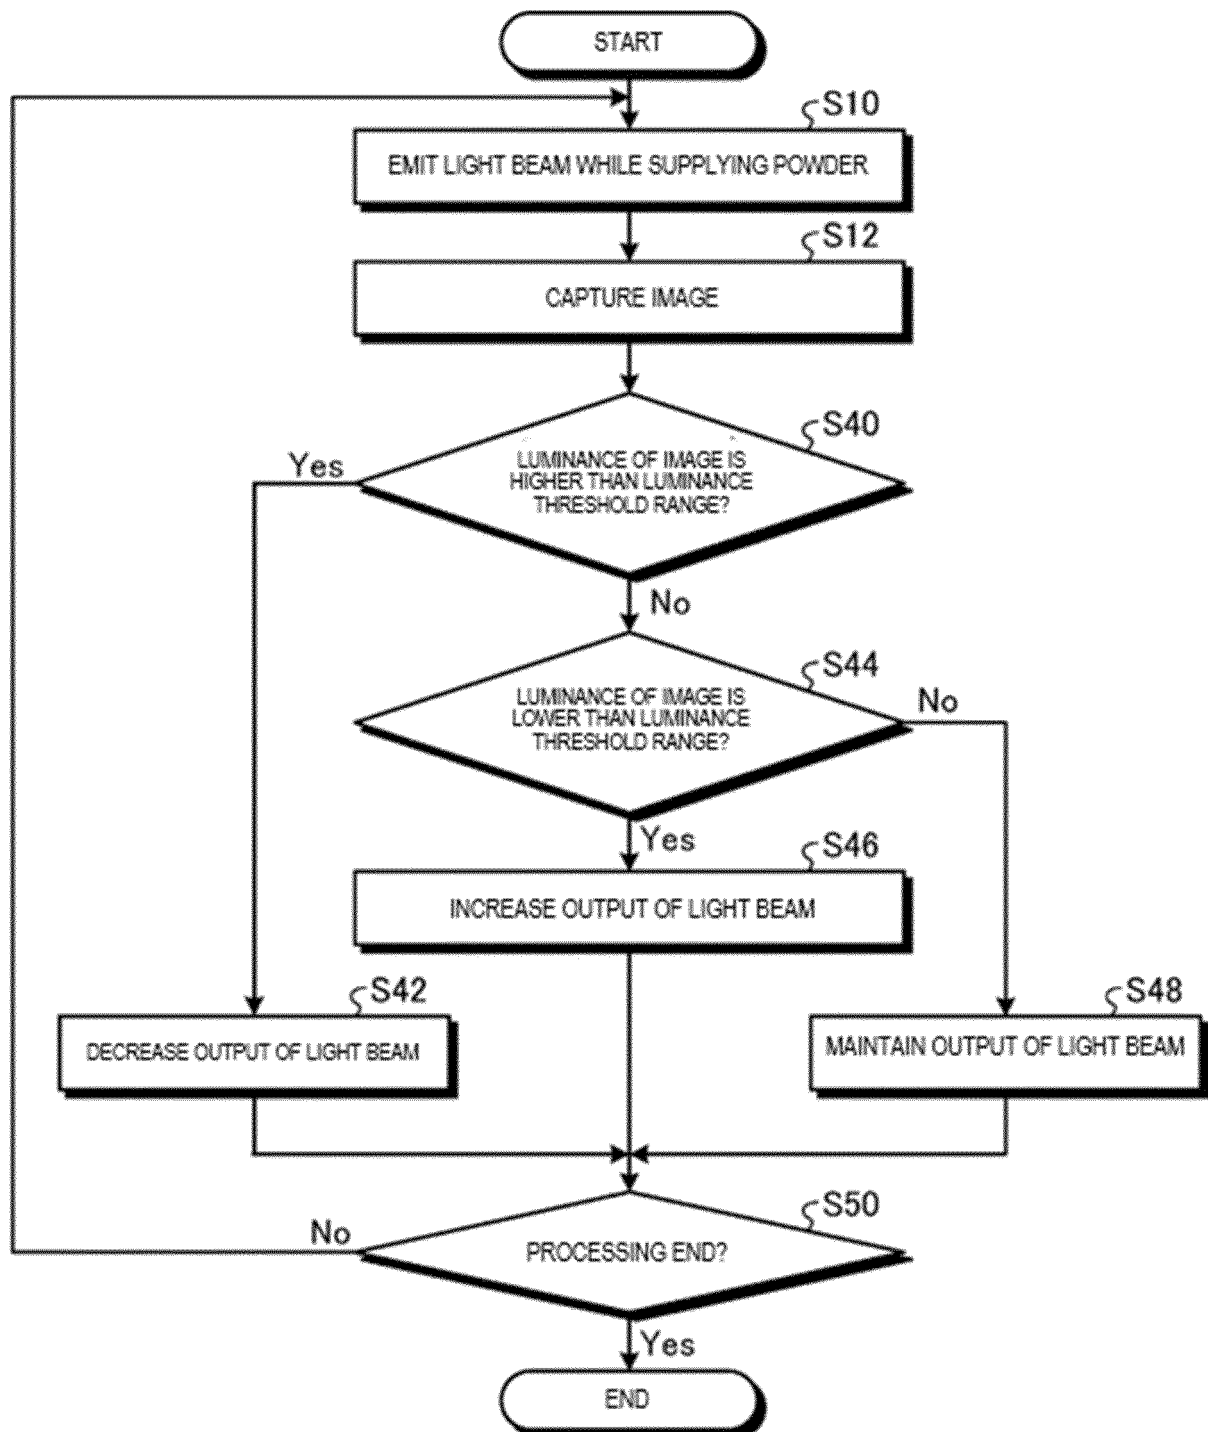 START
S10
EMIT LIGHT BEAM WHILE SUPPLYING POWDER
S12
CAPTURE IMAGE
S40
Yes
LUMINANCE OF IMAGE IS
HIGHER THAN LUMINANCE
THRESHOLD RANGE?
No
S44
LUMINANCE OF IMAGE IS
LOWER THAN LUMINANCE
THRESHOLD RANGE?
No
Yes
S46
INCREASE OUTPUT OF LIGHT BEAM
S42
DECREASE OUTPUT OF LIGHT BEAM
S48
MAINTAIN OUTPUT OF LIGHT BEAM
S50
No
PROCESSING END?
Yes
END